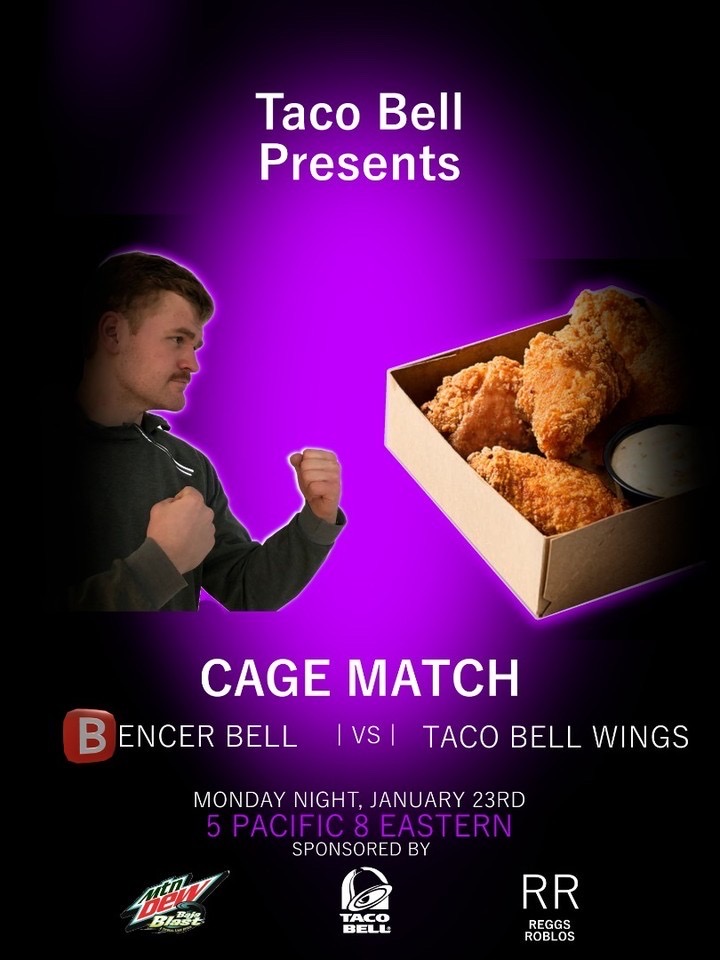 Taco Bell
Presents
CAGE MATCH
BENCER BELL | VS | TACO BELL WINGS
MONDAY NIGHT, JANUARY 23RD
5 PACIFIC 8 EASTERN
SPONSORED BY
Mtn
DEW
Baja
Blast
TACO
BELL
RR
REGGS
ROBLOS